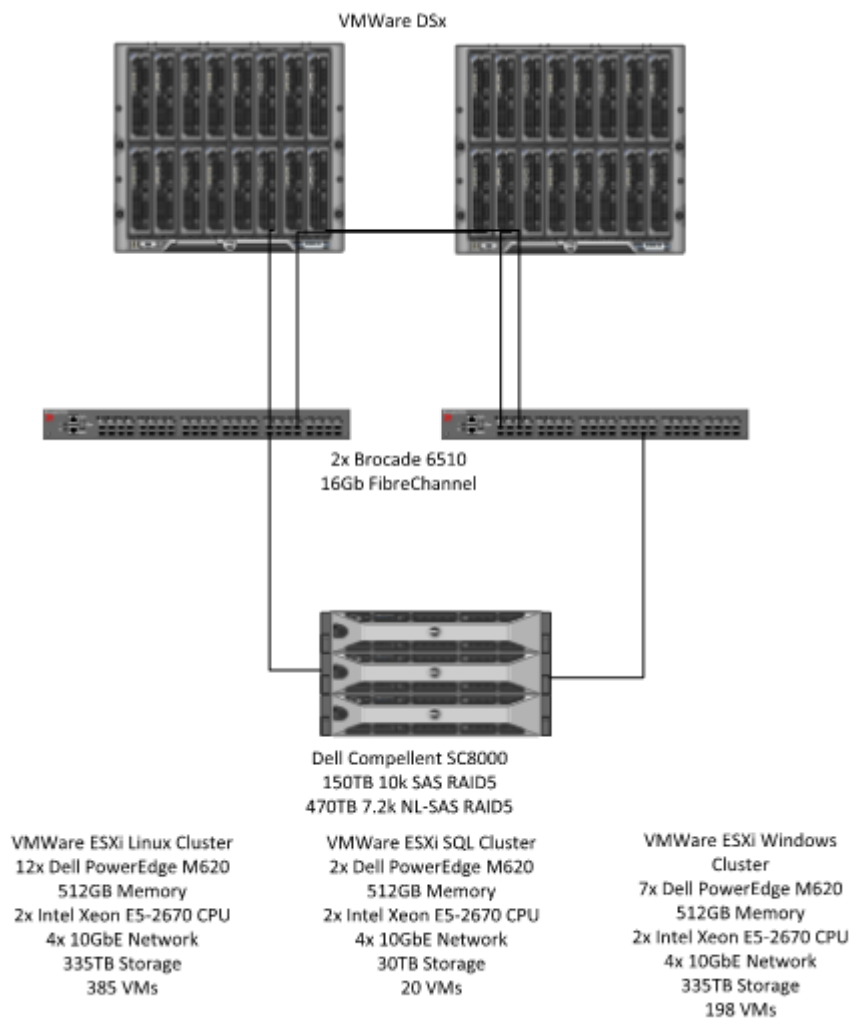 VMWare DSx
2x Brocade 6510
16Gb FibreChannel
Dell Compellent SC8000
150TB 10k SAS RAID5
470TB 7.2k NL-SAS RAID5
VMWare ESXi Linux Cluster
12x Dell PowerEdge M620
512GB Memory
2x Intel Xeon E5-2670 CPU
4x 10GbE Network
335TB Storage
385 VMs
VMWare ESXi SQL Cluster
2x Dell PowerEdge M620
512GB Memory
2x Intel Xeon E5-2670 CPU
4x 10GbE Network
30TB Storage
20 VMs
VMWare ESXi Windows
Cluster
7x Dell PowerEdge M620
512GB Memory
2x Intel Xeon E5-2670 CPU
4x 10GbE Network
335TB Storage
198 VMs